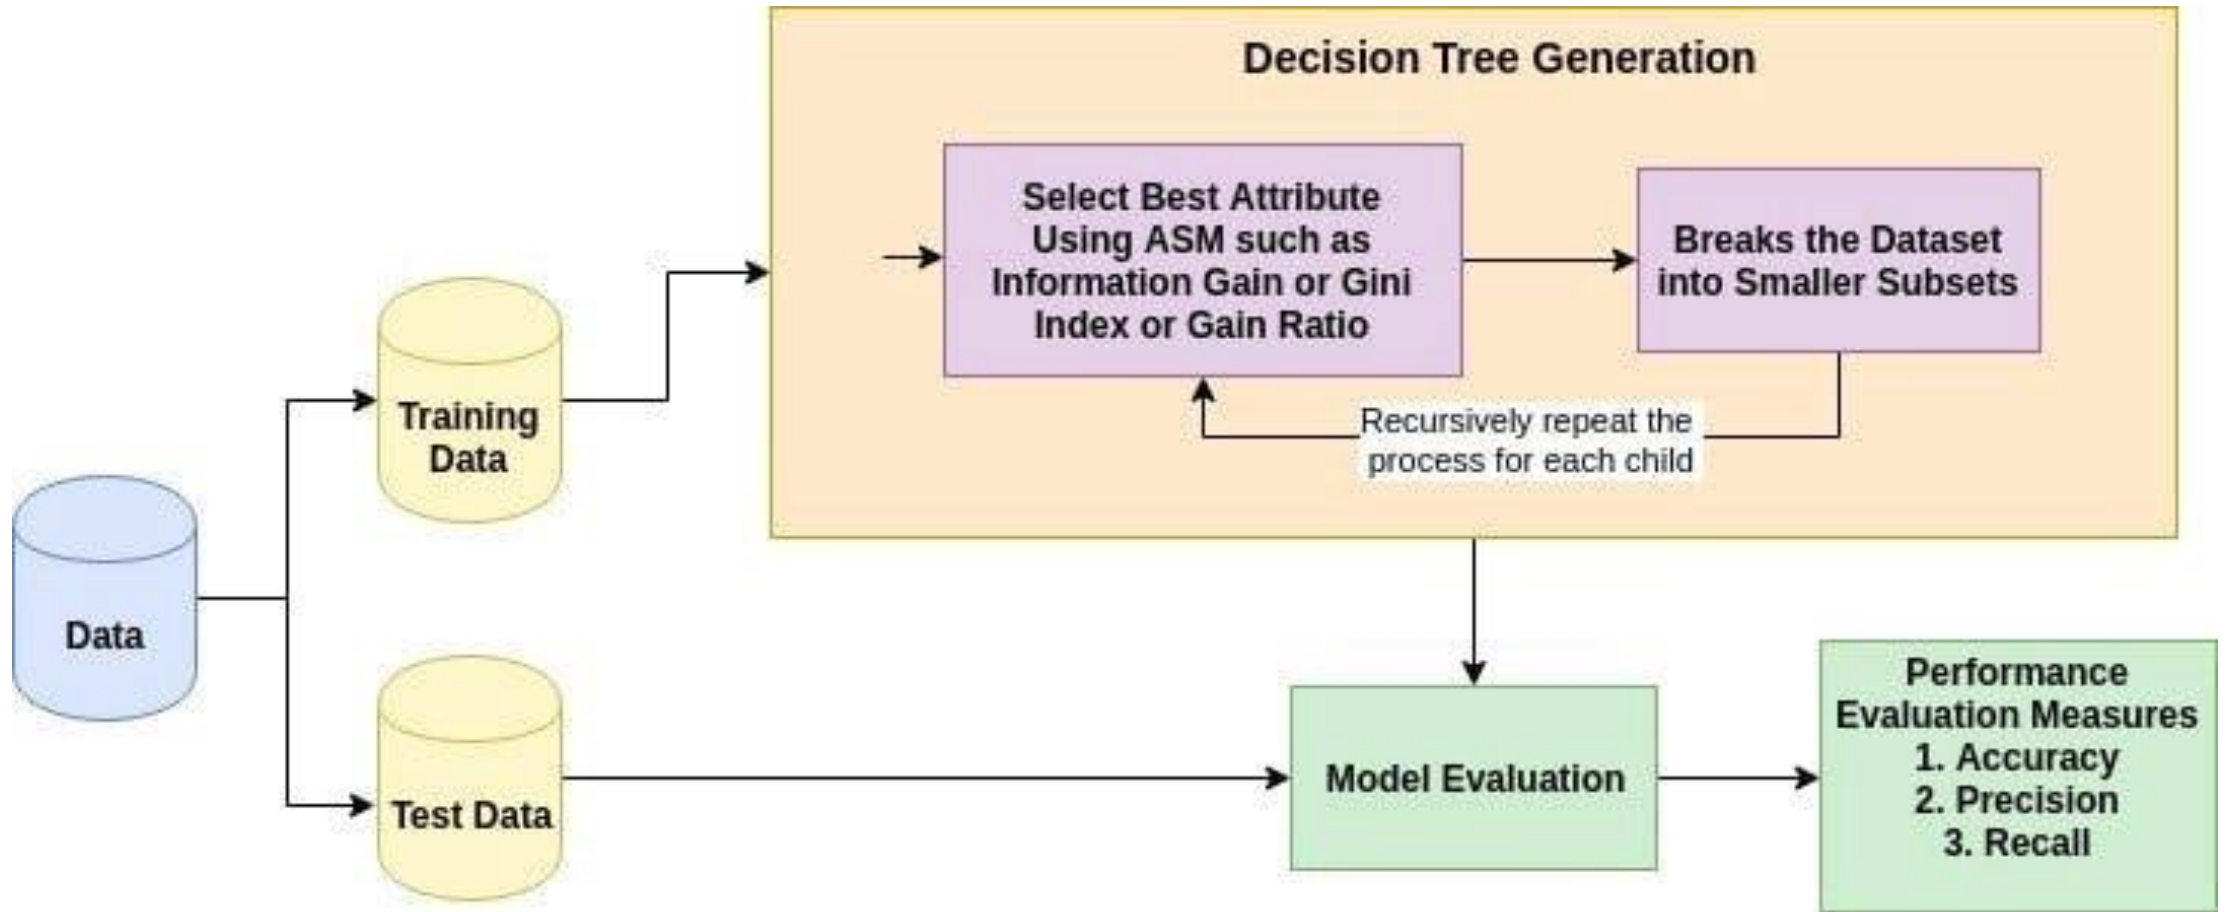 Decision Tree Generation
Select Best Attribute
Using ASM such as
Information Gain or Gini
Index or Gain Ratio
Breaks the Dataset
into Smaller Subsets
Recursively repeat the
process for each child
Training
Data
Data
Test Data
Model Evaluation
Performance
Evaluation Measures
1. Accuracy
2. Precision
3. Recall